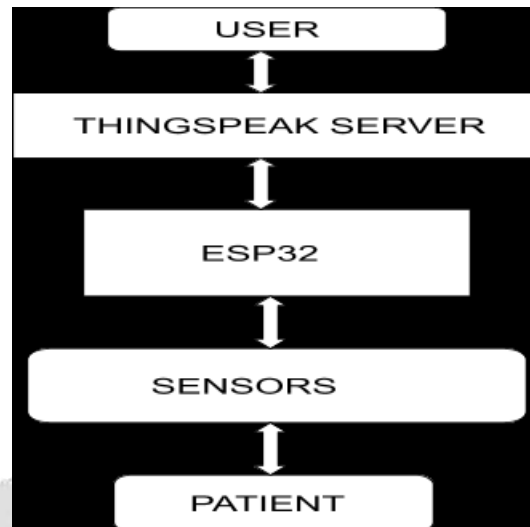 USER
THINGSPEAK SERVER
ESP32
SENSORS
PATIENT